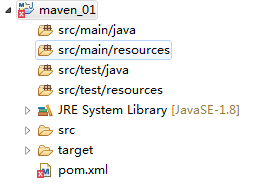 maven_01
src/main/java
src/main/resources
src/test/java
src/test/resources
JRE System Library [JavaSE-1.8]
src
target
pom.xml